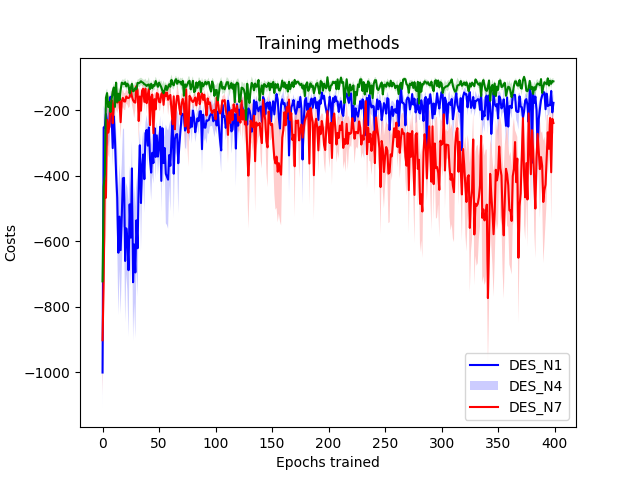 Training methods
Costs
−200
−400
−600
−800
−1000
0 50 100 150 200 250 300 350 400
Epochs trained
DES_N1
DES_N4
DES_N7